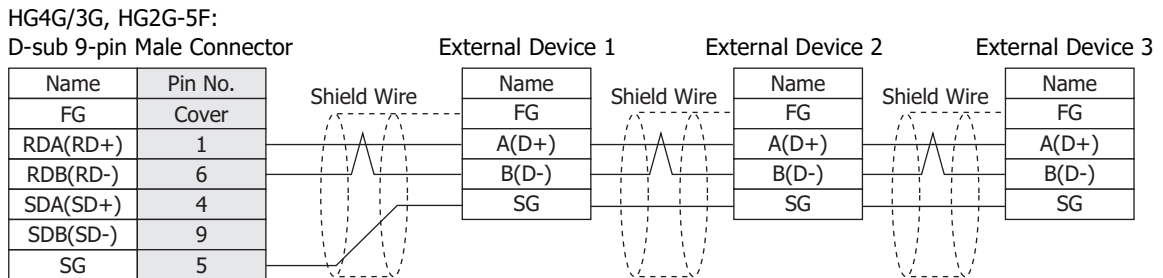 HG4G/3G, HG2G-5F:
D-sub 9-pin Male Connector External Device 1 External Device 2 External Device 3
Name Pin No. Shield Wire Name Shield Wire Name Shield Wire Name
FG Cover FG FG FG
RDA(RD+) 1 A(D+) A(D+) A(D+)
RDB(RD-) 6 B(D-) B(D-) B(D-)
SDA(SD+) 4 SG SG SG
SDB(SD-) 9
SG 5